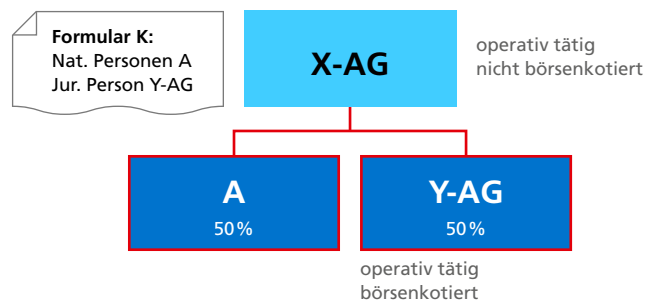 Formular K:
Nat. Personen A
Jur. Person Y-AG
X-AG
operativ tätig
nicht börsenkotiert
A
50%
Y-AG
50%
operativ tätig
börsenkotiert